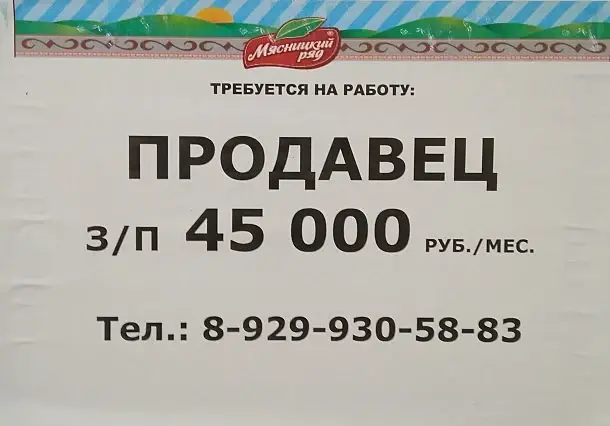 Мясницкий
ряд
ТРЕБУЕТСЯ НА РАБОТУ:
ПРОДАВЕЦ
З/П 45 000 РУБ./МЕС.
Тел.: 8-929-930-58-83